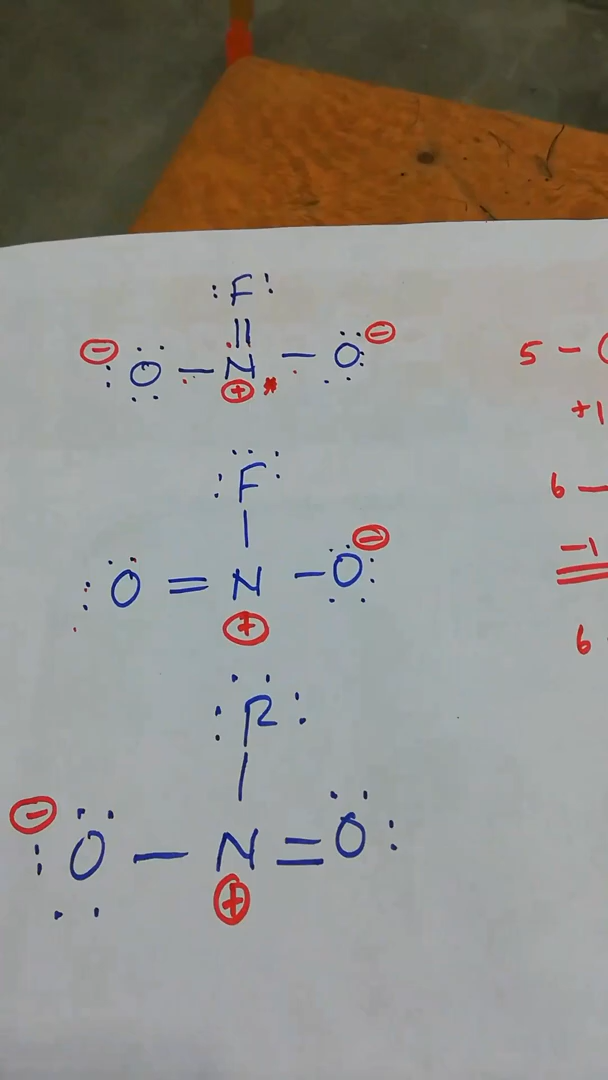 :F:
||
⊖ :O – N – O: ⊖
⊕ *
5 – (
+1
:F:
|
6 –
O = N – O: ⊖
–1
⊕
6
:F:
|
⊖ :O – N = O:
⊕